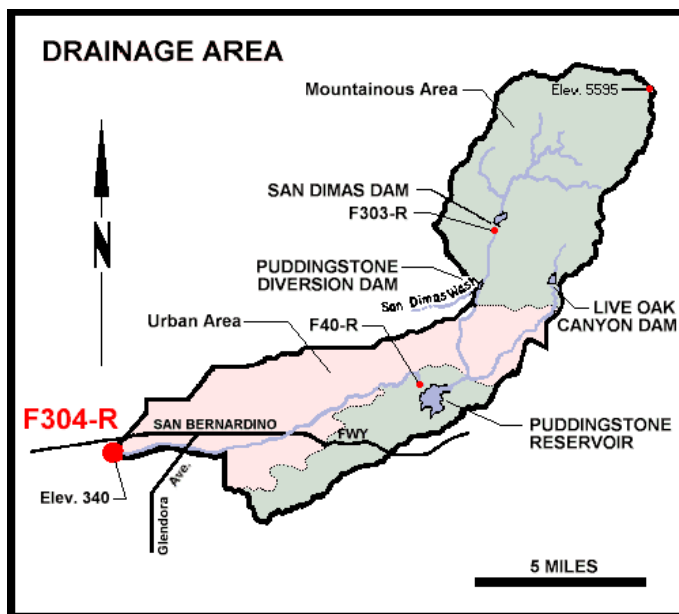 DRAINAGE AREA
Mountainous Area
Elev. 5595
N
SAN DIMAS DAM
F303-R
PUDDINGSTONE
DIVERSION DAM
San Dimas Wash
LIVE OAK
CANYON DAM
Urban Area
F40-R
F304-R
SAN BERNARDINO
FWY
PUDDINGSTONE
RESERVOIR
Elev. 340
Glendora
Ave.
5 MILES